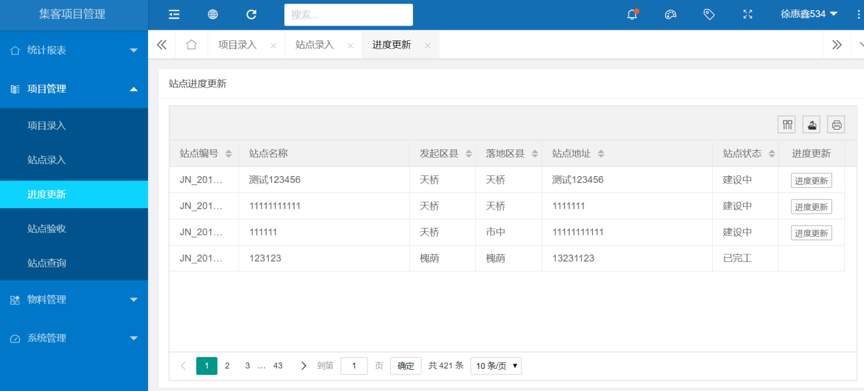 集客项目管理
搜索...
徐惠鑫534
统计报表
项目管理
项目录入
站点录入
进度更新
站点验收
站点查询
物料管理
系统管理
项目录入
站点录入
进度更新
站点进度更新
站点编号 站点名称 发起区县 落地区县 站点地址 站点状态 进度更新
JN_201... 测试123456 天桥 天桥 测试123456 建设中 进度更新
JN_201... 11111111111 天桥 天桥 1111111 建设中 进度更新
JN_201... 111111 天桥 市中 11111111111 建设中 进度更新
JN_201... 123123 槐荫 槐荫 13231123 已完工
1 2 3 ... 43 到第 1 页 确定 共 421 条 10 条/页